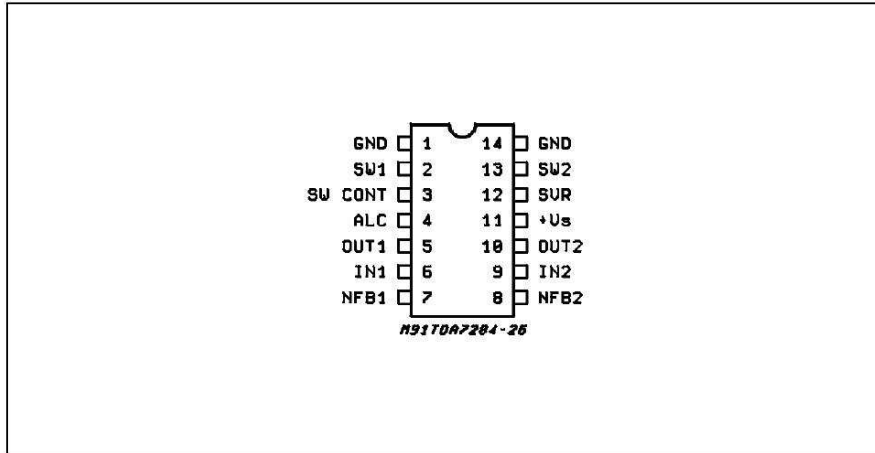 GND 1 14 GND
SW1 2 13 SW2
SW CONT 3 12 SVR
ALC 4 11 +Vs
OUT1 5 10 OUT2
IN1 6 9 IN2
NFB1 7 8 NFB2
M91TDA7284-26